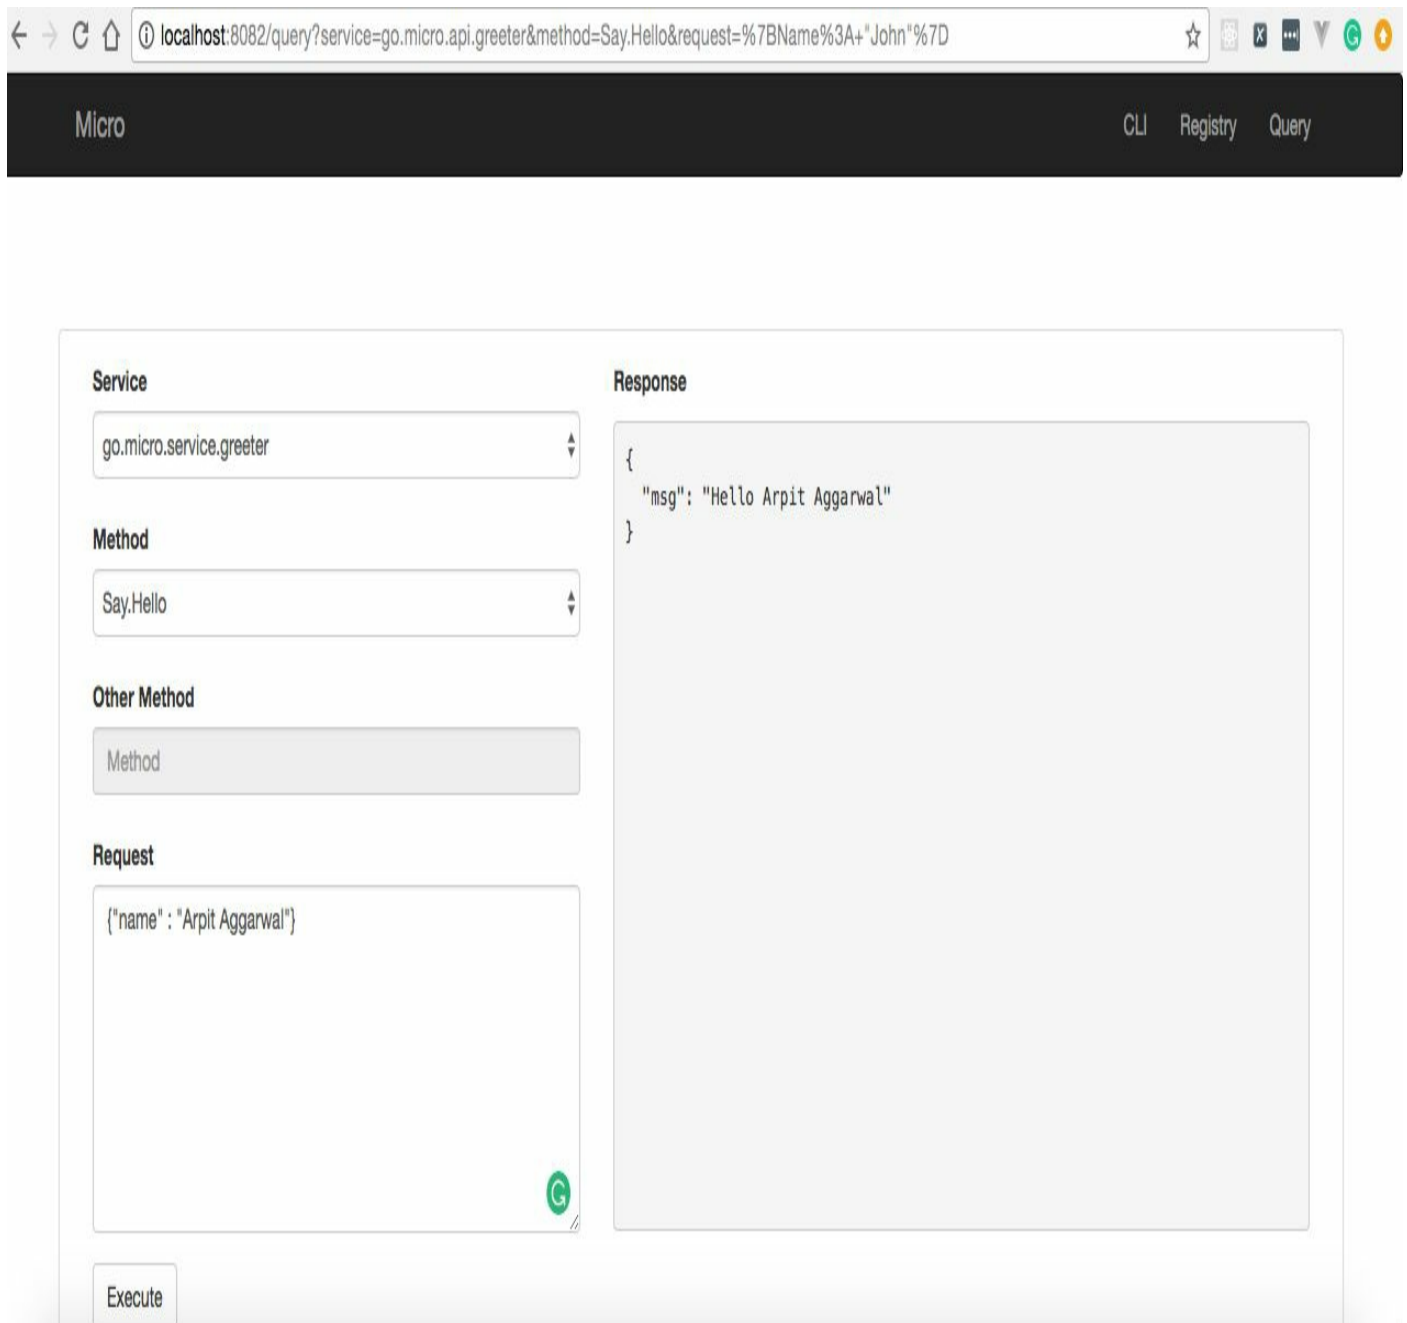 localhost:8082/query?service=go.micro.api.greeter&method=Say.Hello&request=%7BName%3A+"John"%7D
Micro
CLI Registry Query
Service
go.micro.service.greeter
Method
Say.Hello
Other Method
Method
Request
{"name" : "Arpit Aggarwal"}
Execute
Response
{
"msg": "Hello Arpit Aggarwal"
}